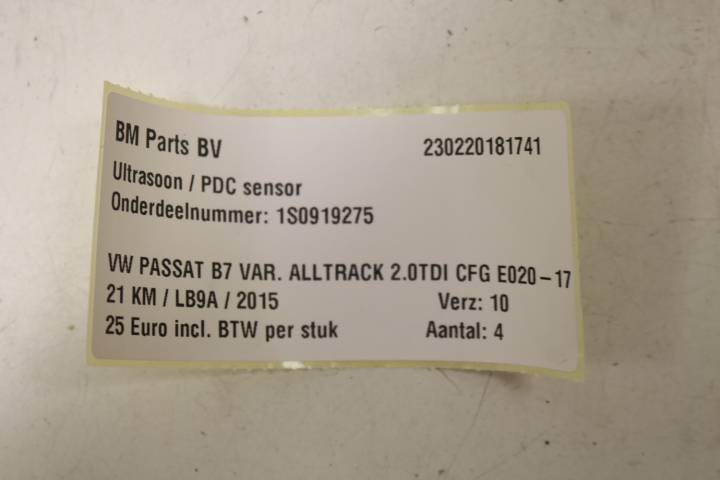 BM Parts BV 230220181741
Ultrasoon / PDC sensor
Onderdeelnummer: 1S0919275
VW PASSAT B7 VAR. ALLTRACK 2.0TDI CFG E020-17
21 KM / LB9A / 2015 Verz: 10
25 Euro incl. BTW per stuk Aantal: 4